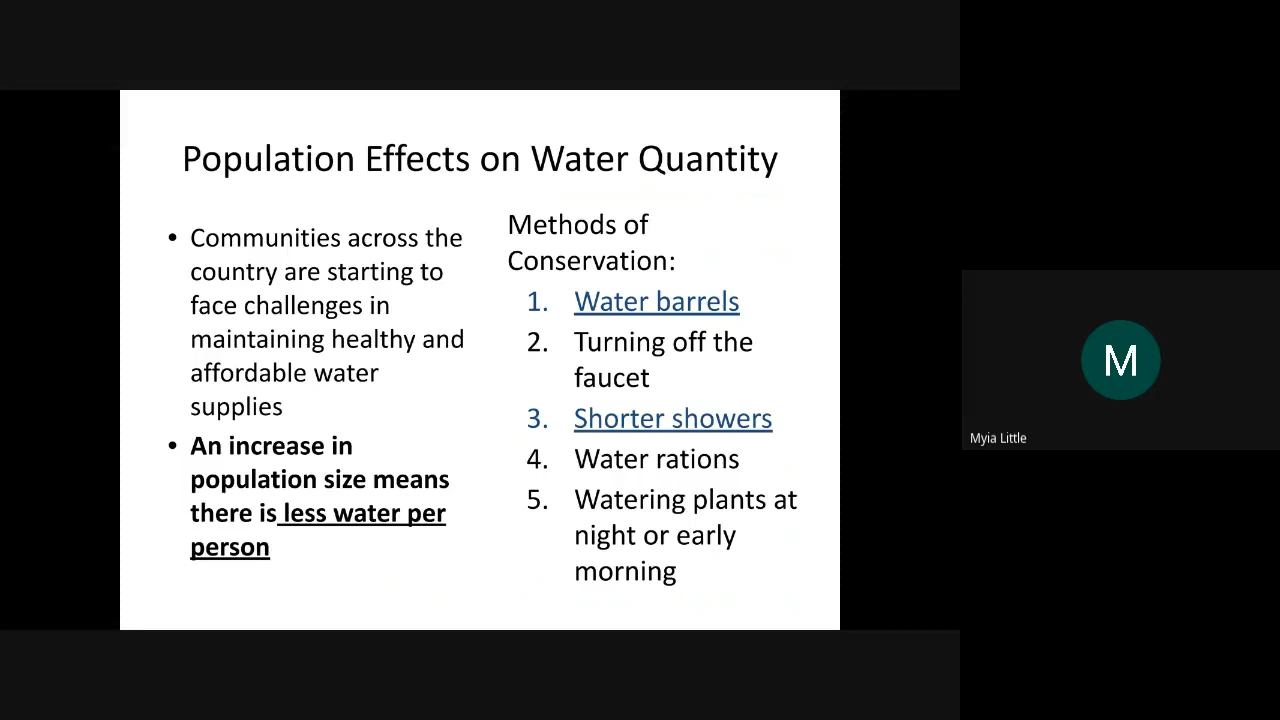 Population Effects on Water Quantity
• Communities across the
country are starting to
face challenges in
maintaining healthy and
affordable water
supplies
• An increase in
population size means
there is less water per
person
Methods of
Conservation:
1. Water barrels
2. Turning off the
faucet
3. Shorter showers
4. Water rations
5. Watering plants at
night or early
morning
M
Myia Little